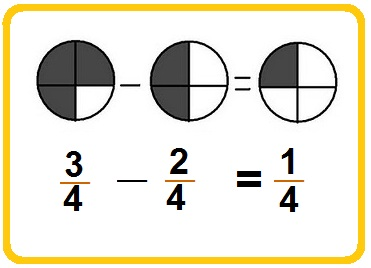 3/4 — 2/4 = 1/4